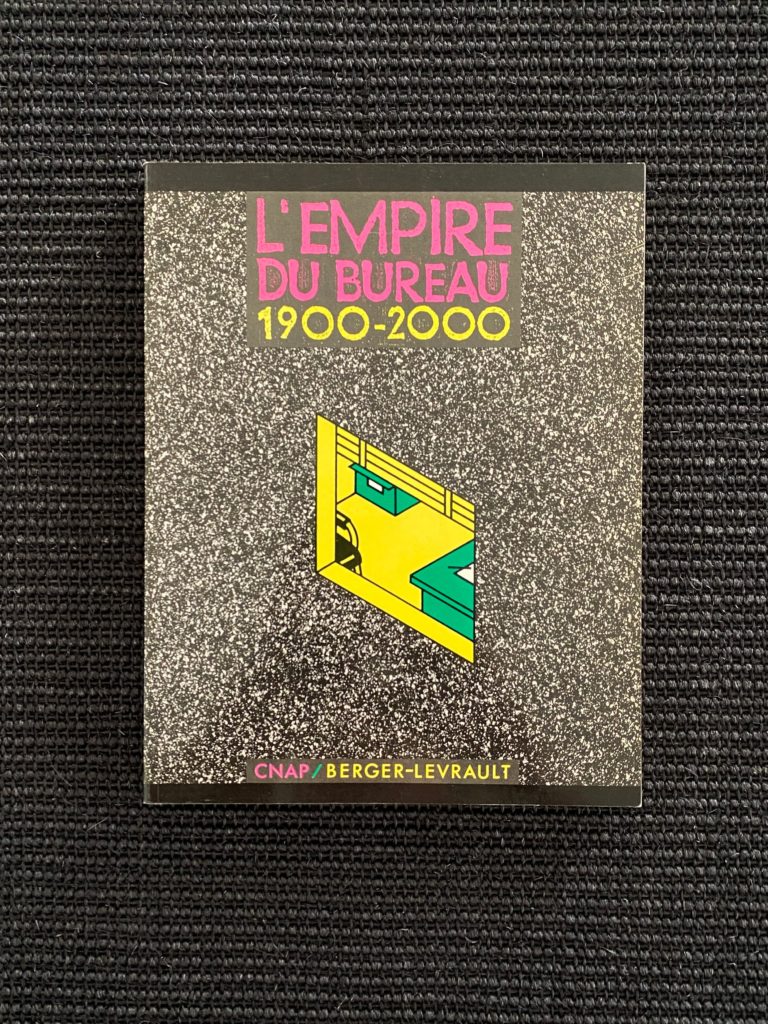 L'EMPIRE
DU BUREAU
1900-2000
CNAP/BERGER-LEVRAULT